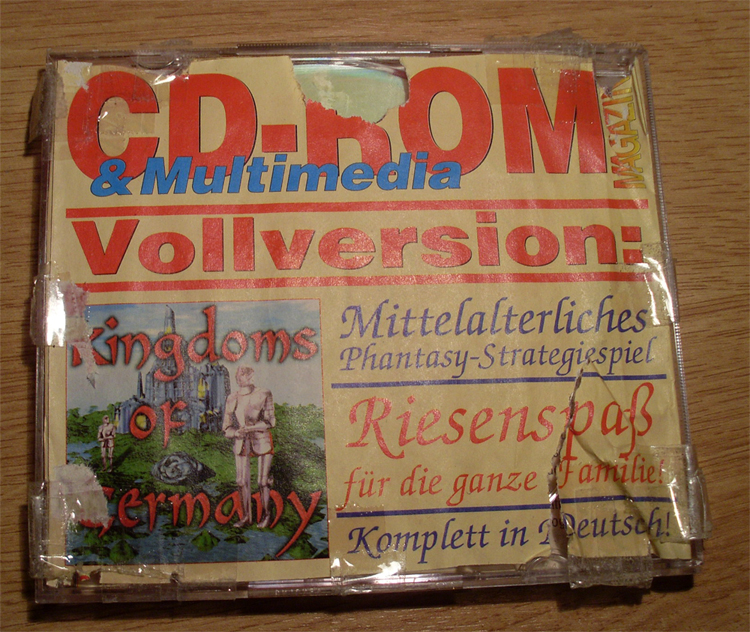 CD-ROM
& Multimedia
MAGAZIN
Vollversion:
Kingdoms
of
Germany
Mittelalterliches
Phantasy-Strategiespiel
Riesenspaß
für die ganze Familie!
Komplett in Deutsch!